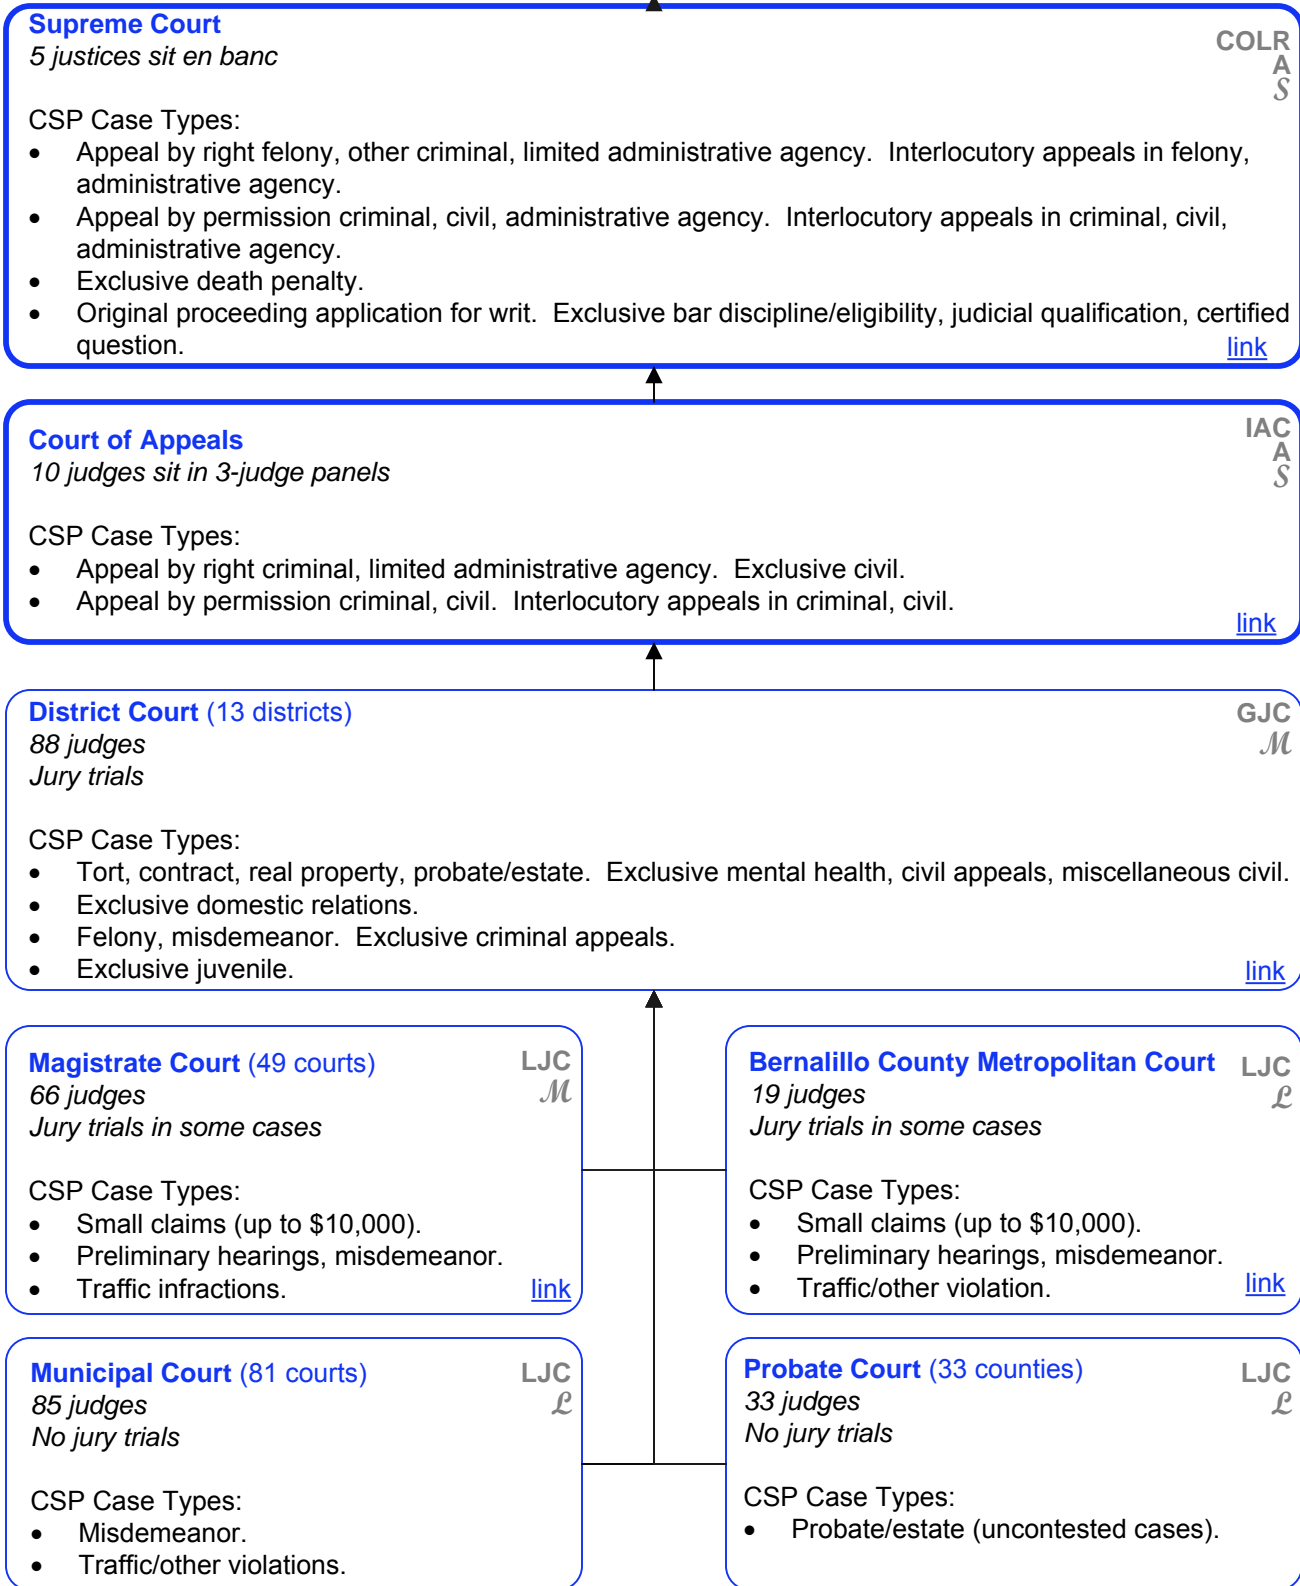 Supreme Court
5 justices sit en banc
COLR
A
S
CSP Case Types:
• Appeal by right felony, other criminal, limited administrative agency. Interlocutory appeals in felony,
administrative agency.
• Appeal by permission criminal, civil, administrative agency. Interlocutory appeals in criminal, civil,
administrative agency.
• Exclusive death penalty.
• Original proceeding application for writ. Exclusive bar discipline/eligibility, judicial qualification, certified
question.
link
Court of Appeals
10 judges sit in 3-judge panels
IAC
A
S
CSP Case Types:
• Appeal by right criminal, limited administrative agency. Exclusive civil.
• Appeal by permission criminal, civil. Interlocutory appeals in criminal, civil.
link
District Court (13 districts)
88 judges
Jury trials
GJC
M
CSP Case Types:
• Tort, contract, real property, probate/estate. Exclusive mental health, civil appeals, miscellaneous civil.
• Exclusive domestic relations.
• Felony, misdemeanor. Exclusive criminal appeals.
• Exclusive juvenile.
link
Magistrate Court (49 courts)
66 judges
Jury trials in some cases
LJC
M
CSP Case Types:
• Small claims (up to $10,000).
• Preliminary hearings, misdemeanor.
• Traffic infractions.
link
Bernalillo County Metropolitan Court
19 judges
Jury trials in some cases
LJC
L
CSP Case Types:
• Small claims (up to $10,000).
• Preliminary hearings, misdemeanor.
• Traffic/other violation.
link
Municipal Court (81 courts)
85 judges
No jury trials
LJC
L
CSP Case Types:
• Misdemeanor.
• Traffic/other violations.
Probate Court (33 counties)
33 judges
No jury trials
LJC
L
CSP Case Types:
• Probate/estate (uncontested cases).